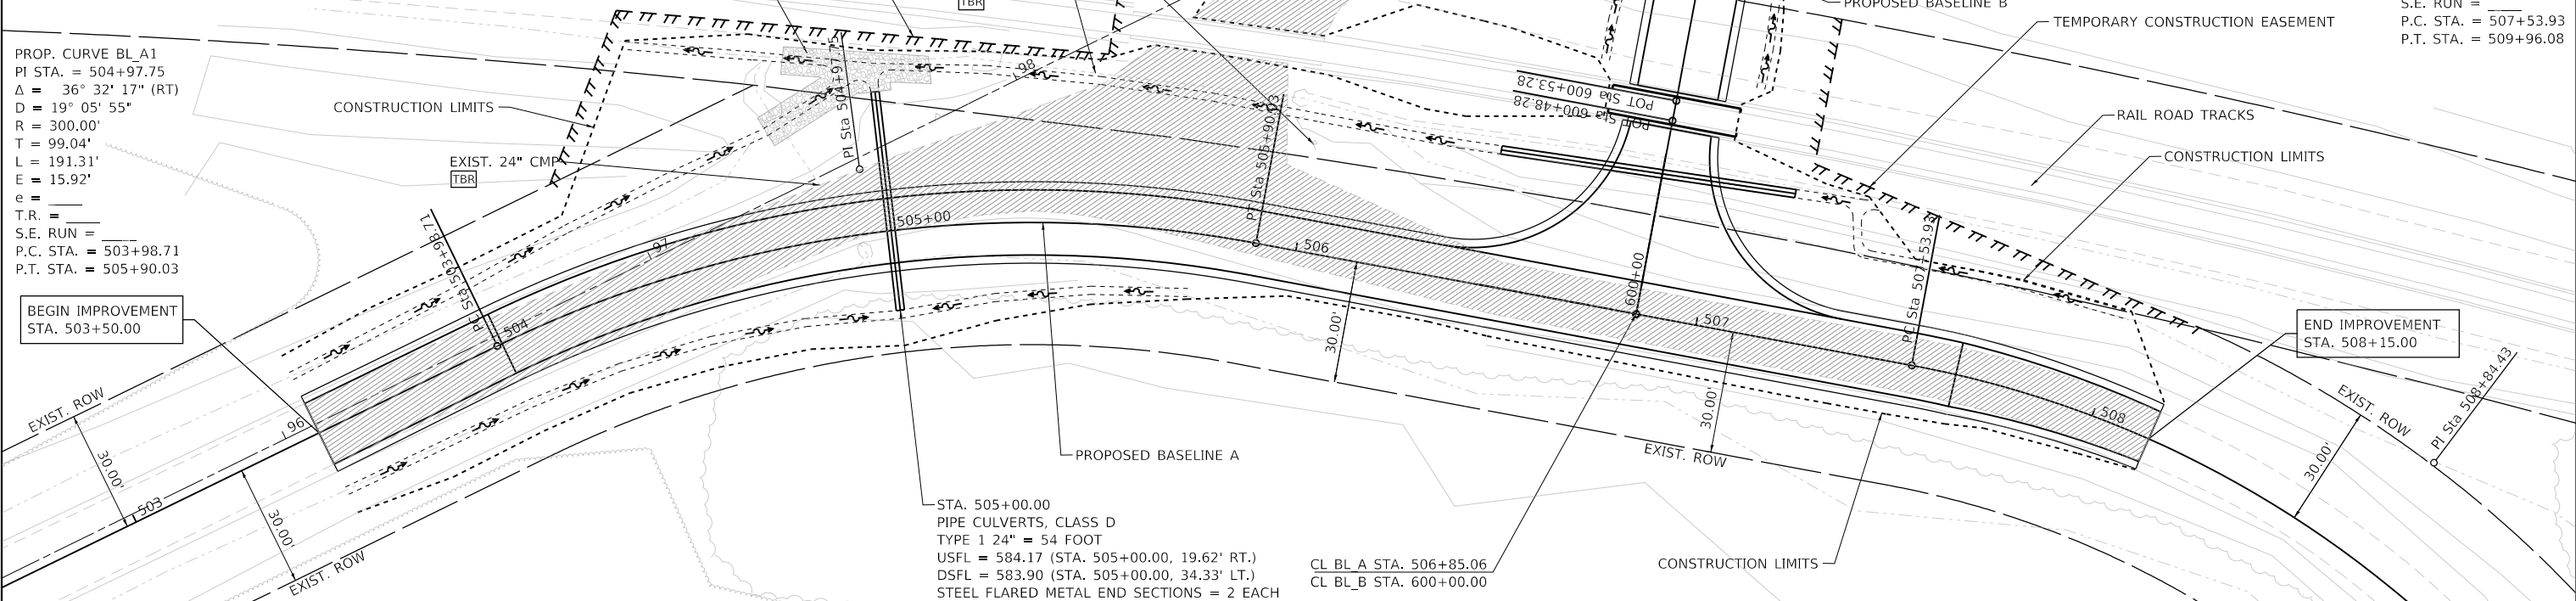 PROP. CURVE BL_A1
PI STA. = 504+97.75
Δ = 36° 32' 17" (RT)
D = 19° 05' 55"
R = 300.00'
T = 99.04'
L = 191.31'
E = 15.92'
e = ____
T.R. = ____
S.E. RUN = ____
P.C. STA. = 503+98.71
P.T. STA. = 505+90.03
BEGIN IMPROVEMENT
STA. 503+50.00
CONSTRUCTION LIMITS
EXIST. 24" CMP
TBR
TBR
EXIST. ROW
30.00'
503
96
30.00'
EXIST. ROW
PC Sta 503+98.71
504
97
PI Sta 504+97.75
505+00
98
PT Sta 505+90.03
506
30.00'
PROPOSED BASELINE A
STA. 505+00.00
PIPE CULVERTS, CLASS D
TYPE 1 24" = 54 FOOT
USFL = 584.17 (STA. 505+00.00, 19.62' RT.)
DSFL = 583.90 (STA. 505+00.00, 34.33' LT.)
STEEL FLARED METAL END SECTIONS = 2 EACH
POT Sta 600+53.28
POT Sta 600+48.28
600+00
CL BL_A STA. 506+85.06
CL BL_B STA. 600+00.00
507
30.00'
EXIST. ROW
CONSTRUCTION LIMITS
PROPOSED BASELINE B
TEMPORARY CONSTRUCTION EASEMENT
S.E. RUN = ____
P.C. STA. = 507+53.93
P.T. STA. = 509+96.08
RAIL ROAD TRACKS
CONSTRUCTION LIMITS
PC Sta 507+53.93
508
END IMPROVEMENT
STA. 508+15.00
EXIST. ROW
30.00'
PI Sta 508+84.43